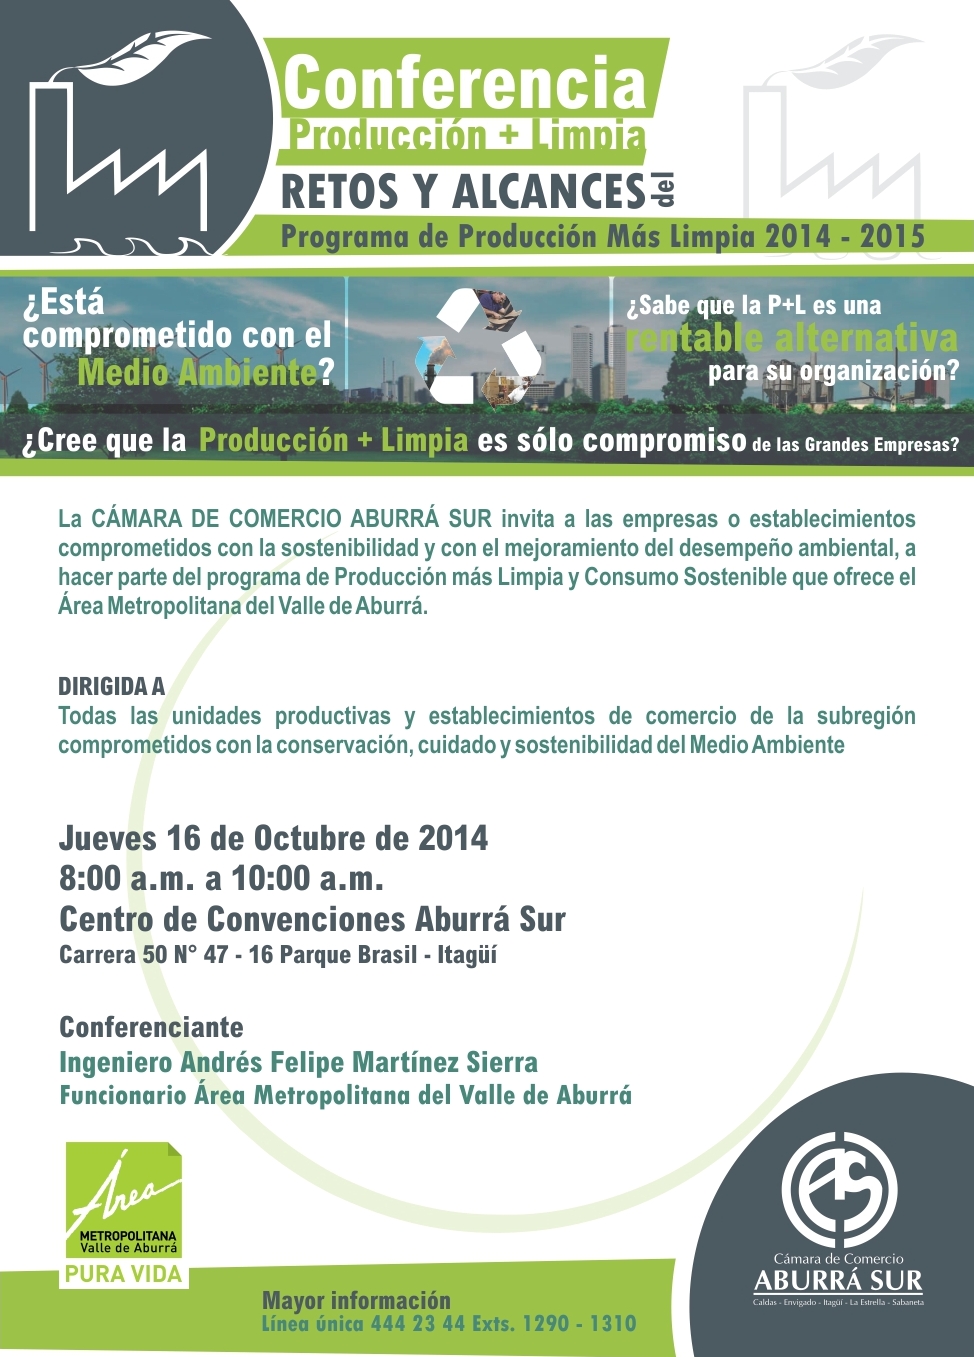 Conferencia
Producción + Limpia
RETOS Y ALCANCES del
Programa de Producción Más Limpia 2014 - 2015
¿Está
comprometido con el
Medio Ambiente?
¿Sabe que la P+L es una
rentable alternativa
para su organización?
¿Cree que la Producción + Limpia es sólo compromiso de las Grandes Empresas?
La CÁMARA DE COMERCIO ABURRÁ SUR invita a las empresas o establecimientos
comprometidos con la sostenibilidad y con el mejoramiento del desempeño ambiental, a
hacer parte del programa de Producción más Limpia y Consumo Sostenible que ofrece el
Área Metropolitana del Valle de Aburrá.
DIRIGIDA A
Todas las unidades productivas y establecimientos de comercio de la subregión
comprometidos con la conservación, cuidado y sostenibilidad del Medio Ambiente
Jueves 16 de Octubre de 2014
8:00 a.m. a 10:00 a.m.
Centro de Convenciones Aburrá Sur
Carrera 50 N° 47 - 16 Parque Brasil - Itagüí
Conferenciante
Ingeniero Andrés Felipe Martínez Sierra
Funcionario Área Metropolitana del Valle de Aburrá
Área
METROPOLITANA
Valle de Aburrá
PURA VIDA
Mayor información
Línea única 444 23 44 Exts. 1290 - 1310
AS
Cámara de Comercio
ABURRÁ SUR
Caldas - Envigado - Itagüí - La Estrella - Sabaneta